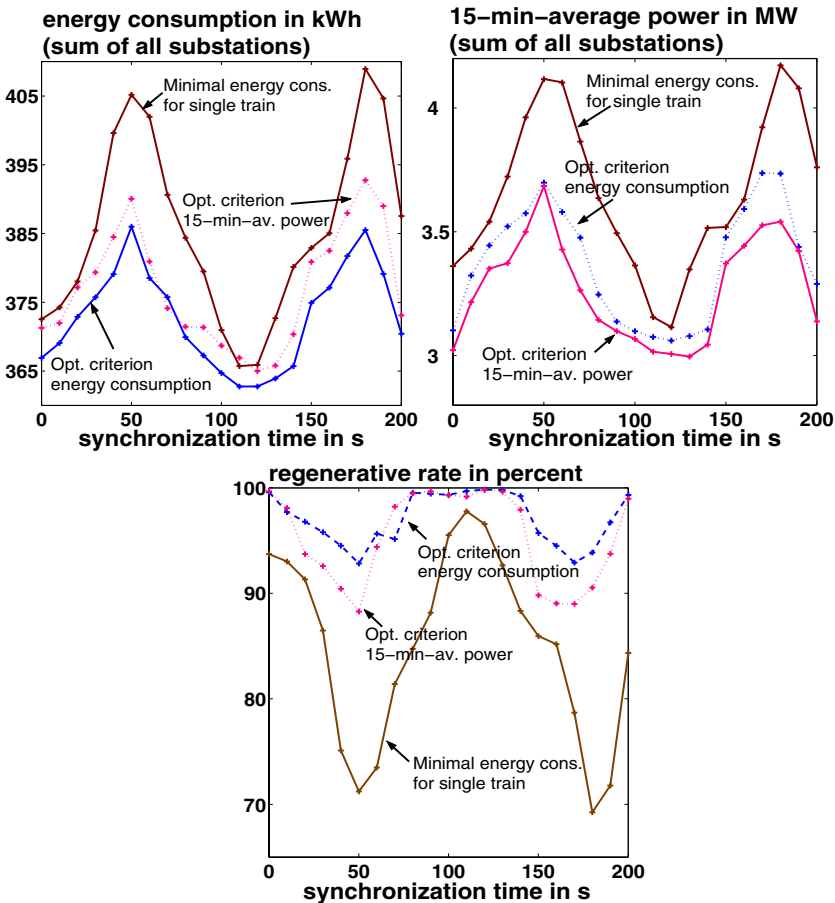 energy consumption in kWh
(sum of all substations)
405
395
385
375
365
Minimal energy cons.
for single train
Opt. criterion
15−min−av. power
Opt. criterion
energy consumption
0 50 100 150 200
synchronization time in s
15−min−average power in MW
(sum of all substations)
4
3.5
3
Minimal energy cons.
for single train
Opt. criterion
energy consumption
Opt. criterion
15−min−av. power
0 50 100 150 200
synchronization time in s
regenerative rate in percent
100
90
80
70
Opt. criterion
energy consumption
Opt. criterion
15−min−av. power
Minimal energy cons.
for single train
0 50 100 150 200
synchronization time in s